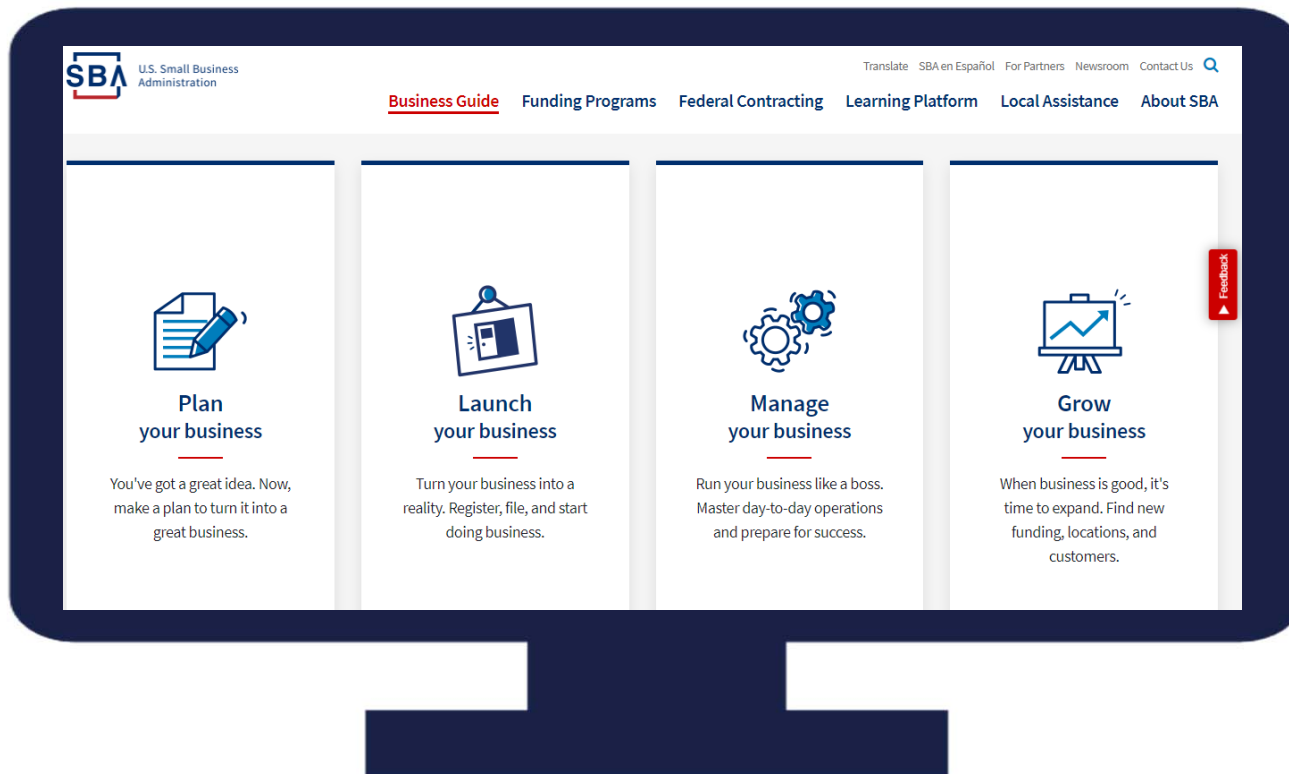 SBA
U.S. Small Business
Administration
Translate SBA en Español For Partners Newsroom Contact Us
Business Guide Funding Programs Federal Contracting Learning Platform Local Assistance About SBA
Feedback
Plan
your business
You've got a great idea. Now,
make a plan to turn it into a
great business.
Launch
your business
Turn your business into a
reality. Register, file, and start
doing business.
Manage
your business
Run your business like a boss.
Master day-to-day operations
and prepare for success.
Grow
your business
When business is good, it's
time to expand. Find new
funding, locations, and
customers.